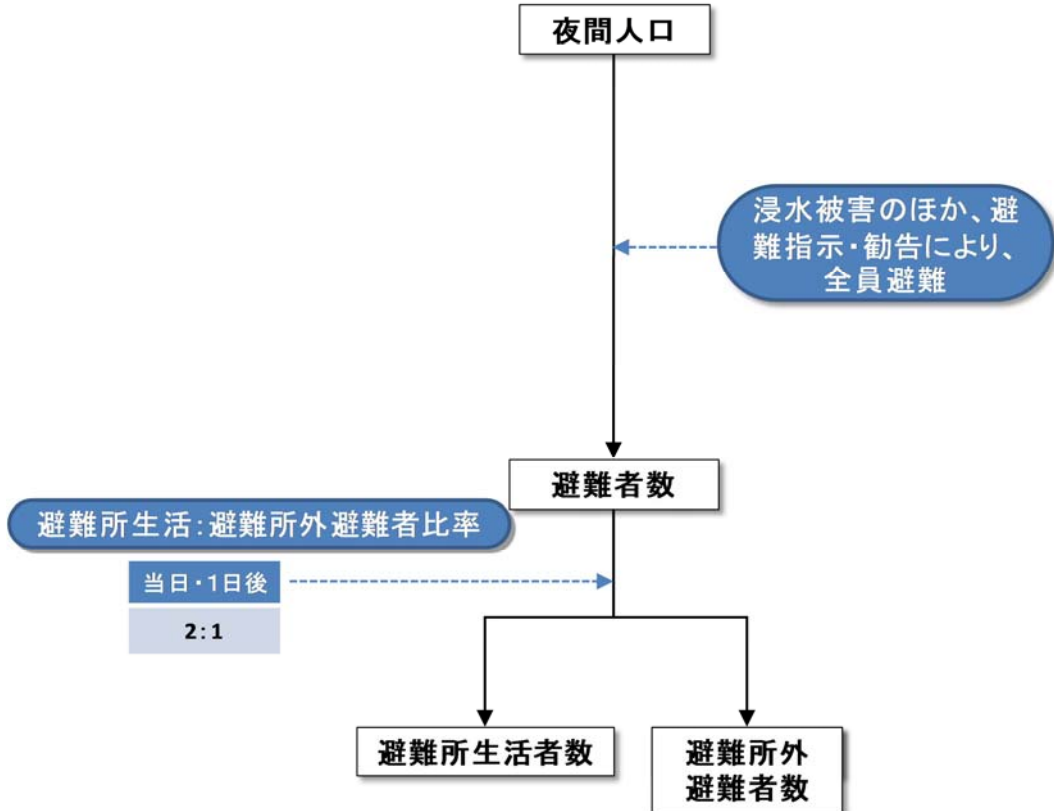 夜間人口
浸水被害のほか、避
難指示・勧告により、
全員避難
避難者数
避難所生活:避難所外避難者比率
当日・1日後
2:1
避難所生活者数
避難所外
避難者数